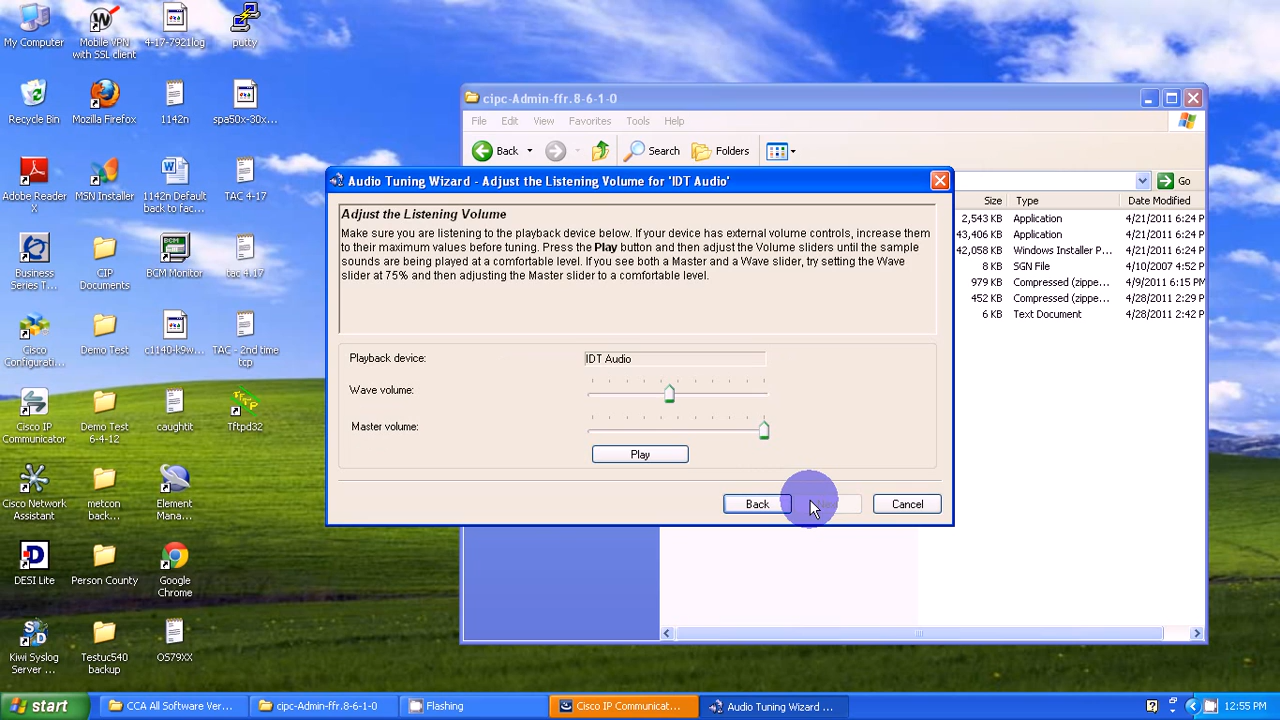 My Computer
Mobile VPN
with SSL client
4-17-7921log
putty
Recycle Bin
Mozilla Firefox
1142n
spa50x-30x...
Adobe Reader
X
MSN Installer
1142n Default
back to fac...
TAC 4-17
Business
Series T...
CIP
Documents
BCM
BCM Monitor
tac 4-17
Cisco
Configurati...
Demo Test
c1140-k9w...
TAC - 2nd time
tcp
Cisco IP
Communicator
Demo Test
6-4-12
caughtit
Tftpd32
Cisco Network
Assistant
metcon
back...
Element
Mana...
DESI Lite
Person County
Google
Chrome
Kiwi Syslog
Server ...
Testuc540
backup
OS79XX
cipc-Admin-ffr.8-6-1-0
File Edit View Favorites Tools Help
Back Search Folders
Go
Size Type Date Modified
2,543 KB Application 4/21/2011 6:24 P
43,406 KB Application 4/21/2011 6:24 P
42,058 KB Windows Installer P... 4/21/2011 6:24 P
8 KB SGN File 4/10/2007 4:52 P
979 KB Compressed (zippe... 4/9/2011 6:15 PM
452 KB Compressed (zippe... 4/28/2011 2:29 P
6 KB Text Document 4/28/2011 2:42 P
Audio Tuning Wizard - Adjust the Listening Volume for 'IDT Audio'
Adjust the Listening Volume
Make sure you are listening to the playback device below. If your device has external volume controls, increase them
to their maximum values before tuning. Press the Play button and then adjust the Volume sliders until the sample
sounds are being played at a comfortable level. If you see both a Master and a Wave slider, try setting the Wave
slider at 75% and then adjusting the Master slider to a comfortable level.
Playback device: IDT Audio
Wave volume:
Master volume:
Play
Back Cancel
start
CCA All Software Ver...
cipc-Admin-ffr.8-6-1-0
Flashing
Cisco IP Communicat...
Audio Tuning Wizard ...
12:55 PM